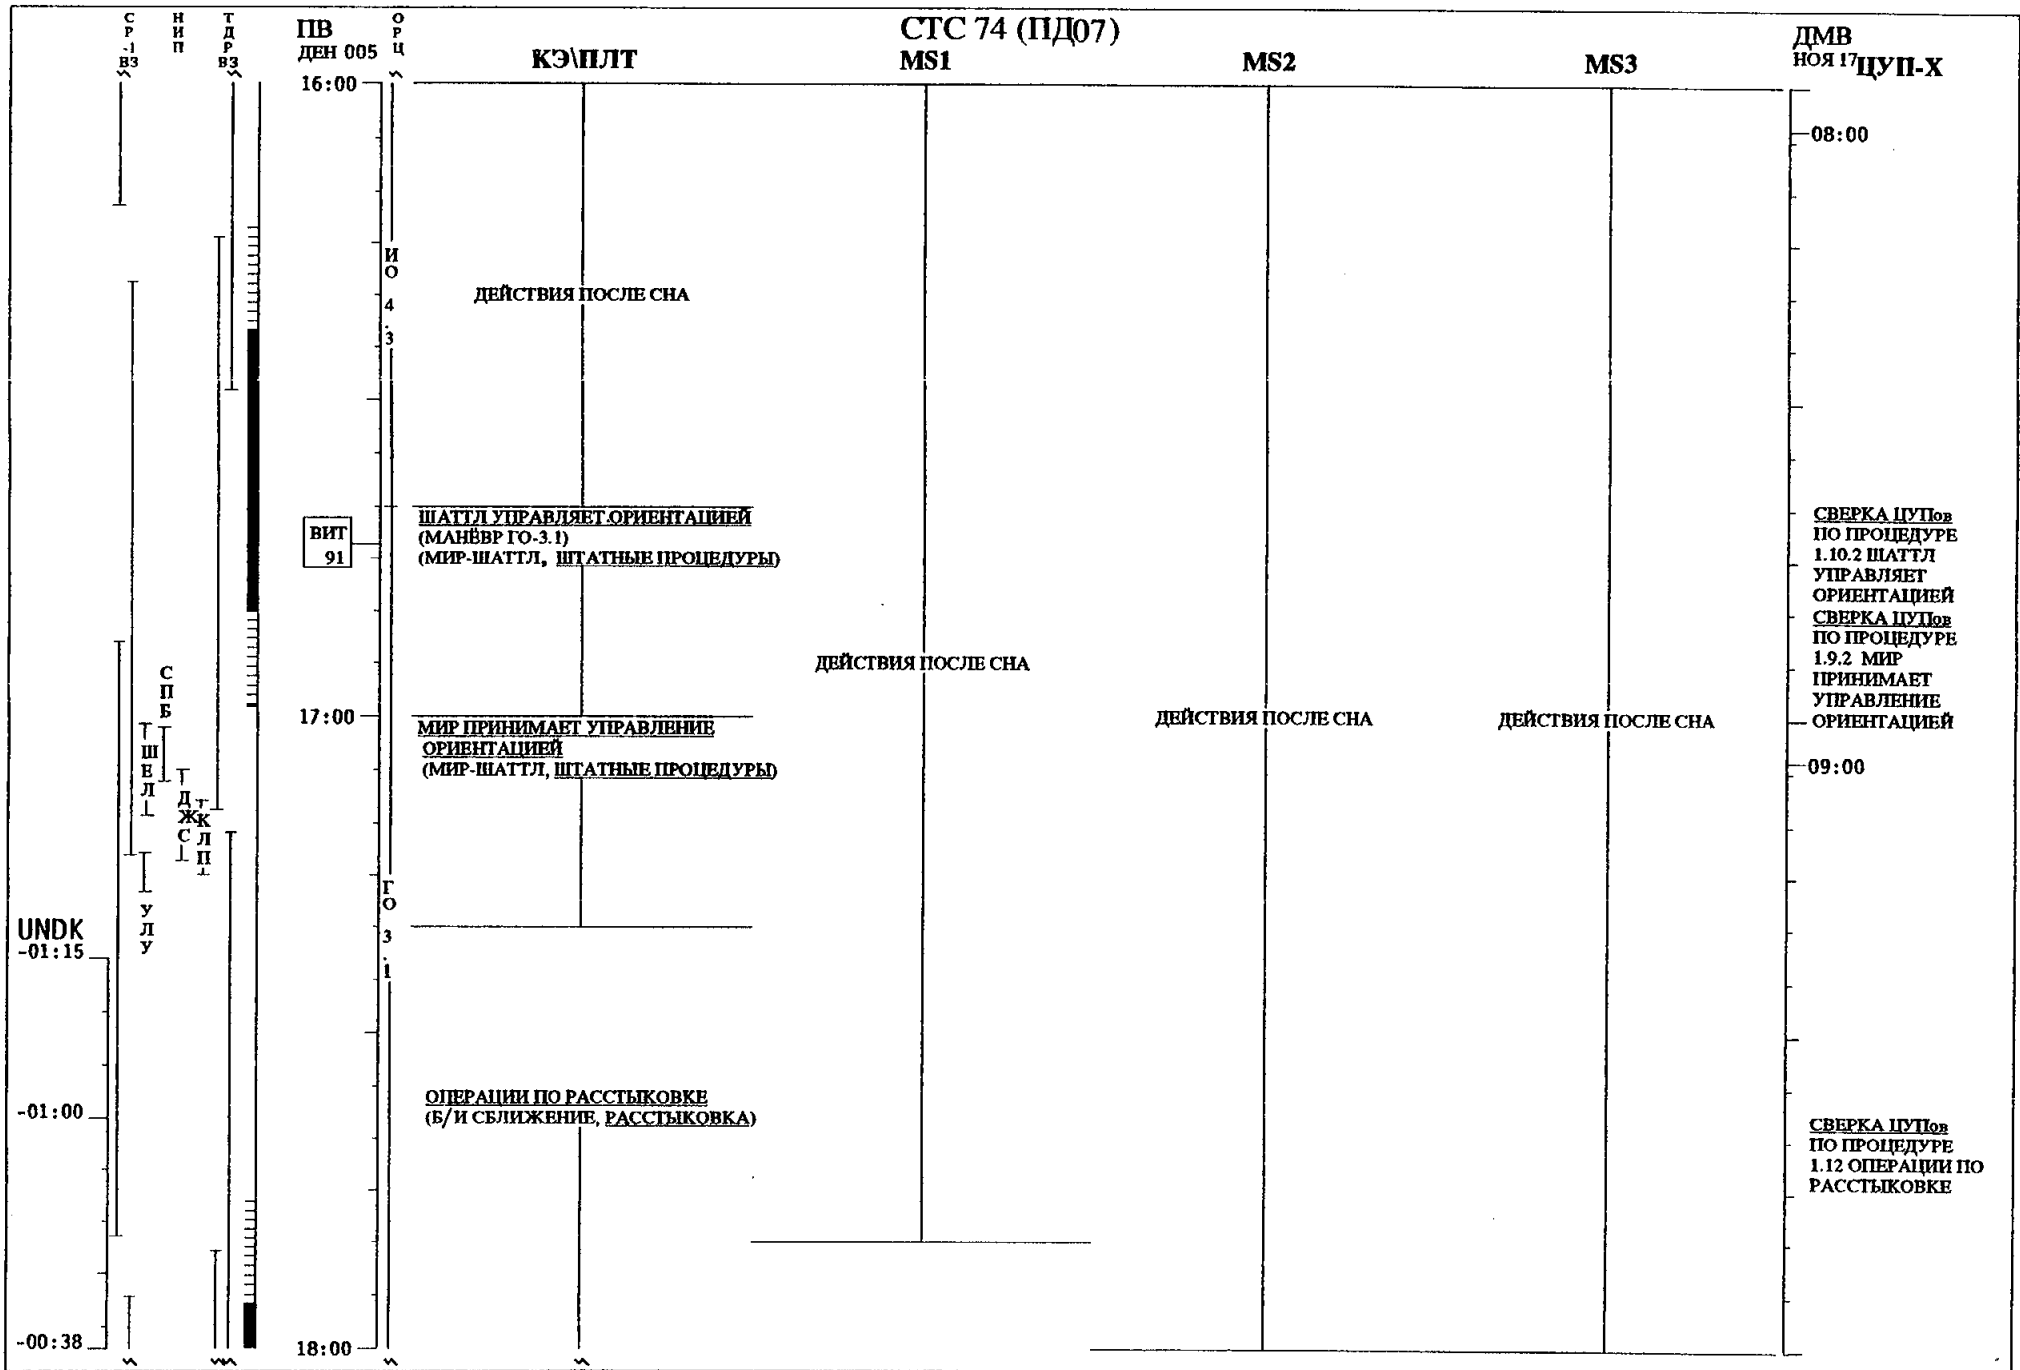 СТС 74 (ПД07)
СР-1
ВЗ
НИП
ТДР
ВЗ
ПВ
ДЕН 005
ОРЦ
КЭ\ПЛТ
MS1
MS2
MS3
ДМВ
НОЯ 17
ЦУП-Х
16:00
08:00
ИО 4.3
ДЕЙСТВИЯ ПОСЛЕ СНА
ВИТ
91
ШАТТЛ УПРАВЛЯЕТ ОРИЕНТАЦИЕЙ
(МАНЁВР ГО-3.1)
(МИР-ШАТТЛ, ШТАТНЫЕ ПРОЦЕДУРЫ)
СВЕРКА ЦУПов
ПО ПРОЦЕДУРЕ
1.10.2 ШАТТЛ
УПРАВЛЯЕТ
ОРИЕНТАЦИЕЙ
СВЕРКА ЦУПов
ПО ПРОЦЕДУРЕ
1.9.2 МИР
ПРИНИМАЕТ
УПРАВЛЕНИЕ
ОРИЕНТАЦИЕЙ
ДЕЙСТВИЯ ПОСЛЕ СНА
ДЕЙСТВИЯ ПОСЛЕ СНА
ДЕЙСТВИЯ ПОСЛЕ СНА
СПБ
ШЕЛ
ДЖС
КЛП
УЛУ
17:00
МИР ПРИНИМАЕТ УПРАВЛЕНИЕ
ОРИЕНТАЦИЕЙ
(МИР-ШАТТЛ, ШТАТНЫЕ ПРОЦЕДУРЫ)
09:00
ГО 3.1
UNDK
-01:15
-01:00
ОПЕРАЦИИ ПО РАССТЫКОВКЕ
(Б/И СБЛИЖЕНИЕ, РАССТЫКОВКА)
СВЕРКА ЦУПов
ПО ПРОЦЕДУРЕ
1.12 ОПЕРАЦИИ ПО
РАССТЫКОВКЕ
-00:38
18:00